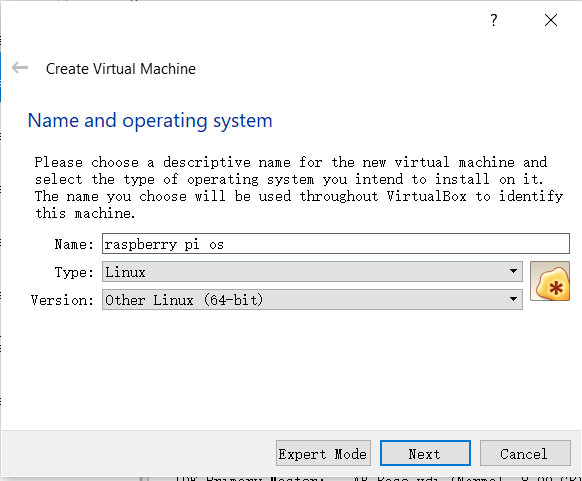 ?
Create Virtual Machine
Name and operating system
Please choose a descriptive name for the new virtual machine and
select the type of operating system you intend to install on it.
The name you choose will be used throughout VirtualBox to identify
this machine.
Name: raspberry pi os
Type: Linux
Version: Other Linux (64-bit)
Expert Mode Next Cancel